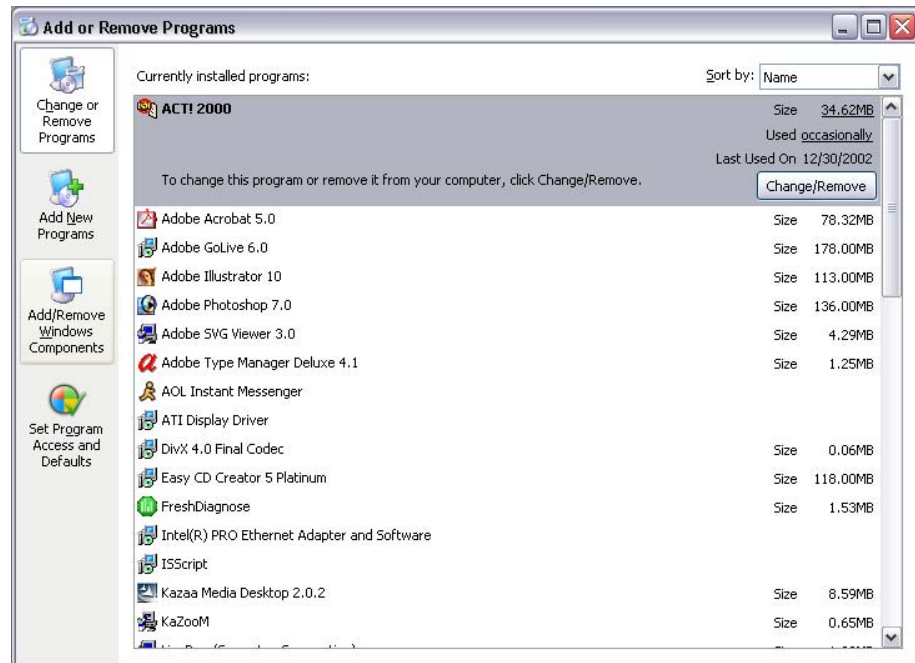 Add or Remove Programs
Change or
Remove
Programs
Add New
Programs
Add/Remove
Windows
Components
Set Program
Access and
Defaults
Currently installed programs:
Sort by: Name
ACT! 2000 Size 34.62MB
Used occasionally
Last Used On 12/30/2002
To change this program or remove it from your computer, click Change/Remove. Change/Remove
Adobe Acrobat 5.0 Size 78.32MB
Adobe GoLive 6.0 Size 178.00MB
Adobe Illustrator 10 Size 113.00MB
Adobe Photoshop 7.0 Size 136.00MB
Adobe SVG Viewer 3.0 Size 4.29MB
Adobe Type Manager Deluxe 4.1 Size 1.25MB
AOL Instant Messenger
ATI Display Driver
DivX 4.0 Final Codec Size 0.06MB
Easy CD Creator 5 Platinum Size 118.00MB
FreshDiagnose Size 1.53MB
Intel(R) PRO Ethernet Adapter and Software
ISScript
Kazaa Media Desktop 2.0.2 Size 8.59MB
KaZooM Size 0.65MB